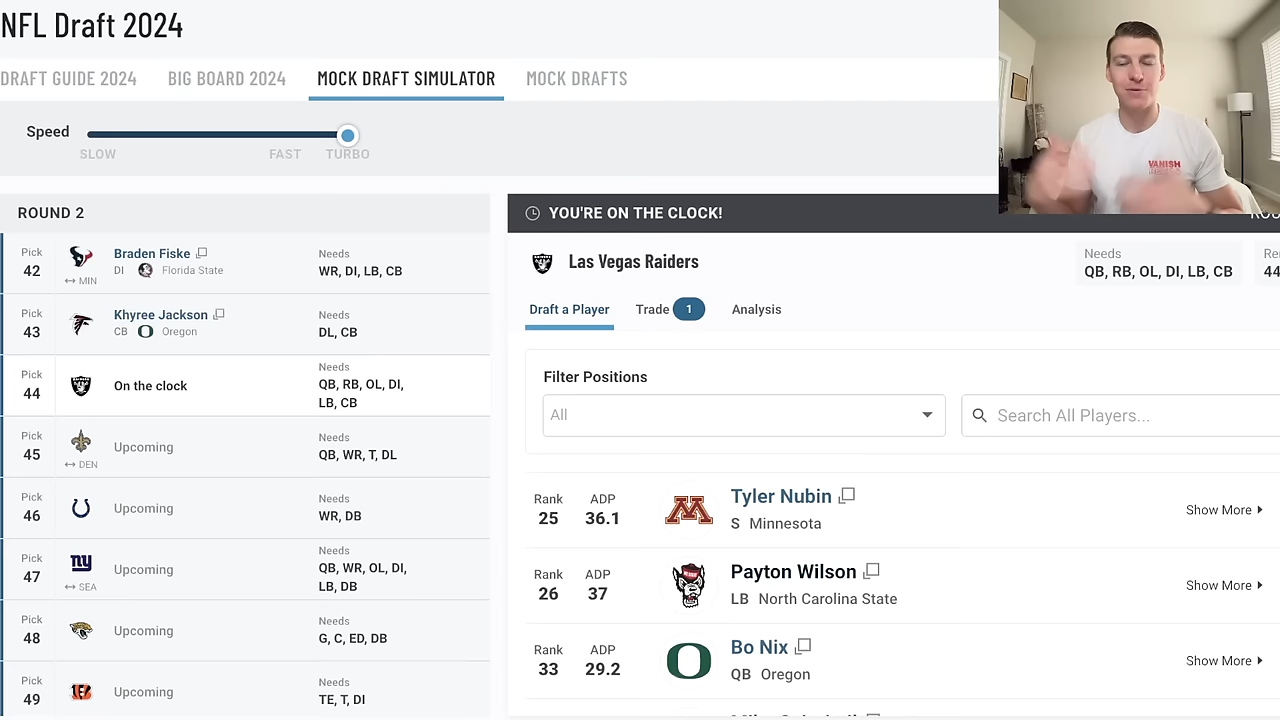 NFL Draft 2024
DRAFT GUIDE 2024
BIG BOARD 2024
MOCK DRAFT SIMULATOR
MOCK DRAFTS
Speed
SLOW
FAST
TURBO
ROUND 2
Pick
42
MIN
Braden Fiske
DI Florida State
Needs
WR, DI, LB, CB
Pick
43
Khyree Jackson
CB Oregon
Needs
DL, CB
Pick
44
On the clock
Needs
QB, RB, OL, DI,
LB, CB
Pick
45
DEN
Upcoming
Needs
QB, WR, T, DL
Pick
46
Upcoming
Needs
WR, DB
Pick
47
ny
SEA
Upcoming
Needs
QB, WR, OL, DI,
LB, DB
Pick
48
Upcoming
Needs
G, C, ED, DB
Pick
49
Upcoming
Needs
TE, T, DI
YOU'RE ON THE CLOCK!
Las Vegas Raiders
Needs
QB, RB, OL, DI, LB, CB
44
Draft a Player
Trade 1
Analysis
Filter Positions
All
Search All Players...
Rank
25
ADP
36.1
M
Tyler Nubin
S Minnesota
Show More
Rank
26
ADP
37
Payton Wilson
LB North Carolina State
Show More
Rank
33
ADP
29.2
Bo Nix
QB Oregon
Show More
VANISH